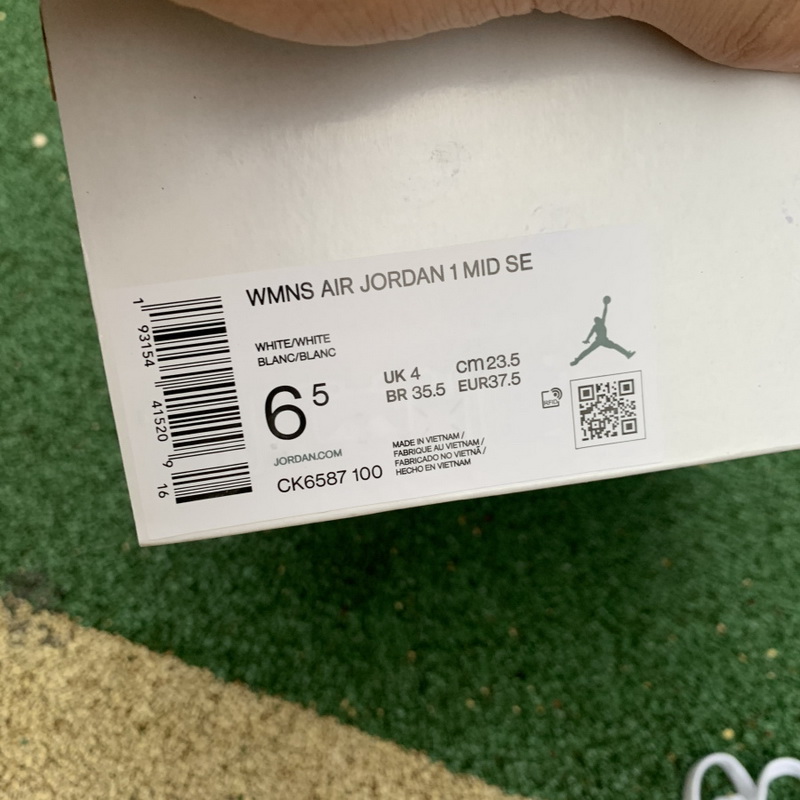 WMNS AIR JORDAN 1 MID SE
WHITE/WHITE
BLANC/BLANC
6 5
UK 4 cm 23.5
BR 35.5 EUR37.5
JORDAN.COM
CK6587 100
MADE IN VIETNAM /
FABRIQUE AU VIETNAM /
FABRICADO NO VIETNÃ /
HECHO EN VIETNAM
RFID
1 93154 41520 9 16